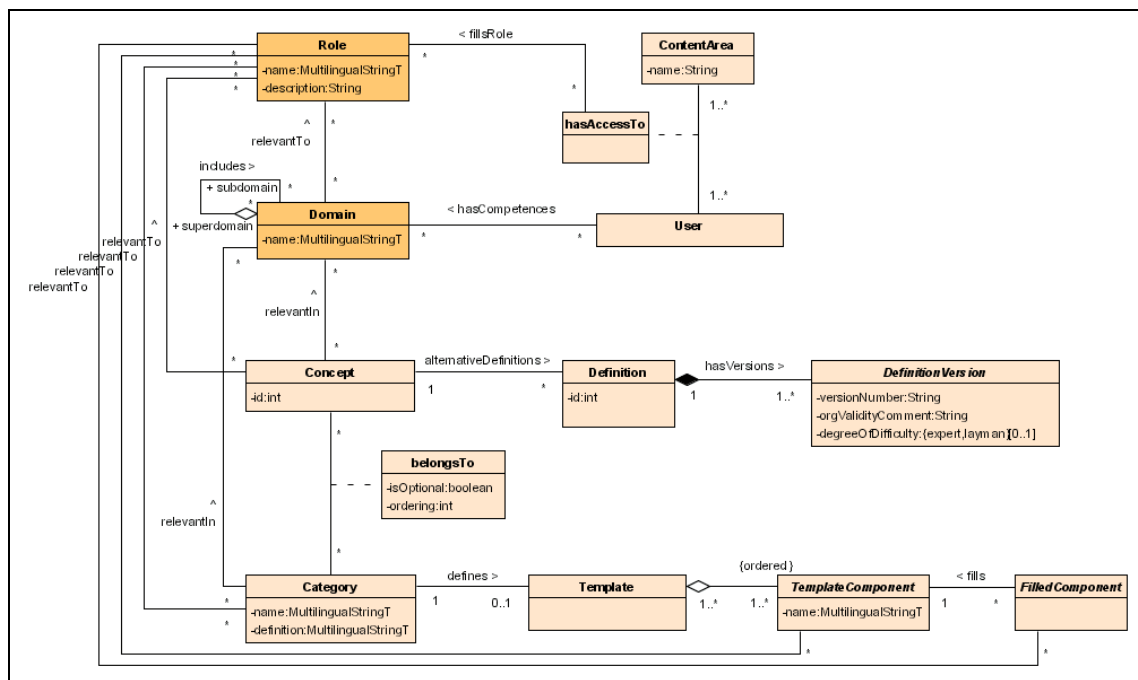 < fillsRole
Role
-name:MultilingualStringT
-description:String
*
*
*
*
*
*
ContentArea
-name:String
1..*
hasAccessTo
^
relevantTo
*
*
includes >
+ subdomain
*
*
+ superdomain
Domain
-name:MultilingualStringT
< hasCompetences
*
*
1..*
User
^
relevantTo
relevantTo
relevantTo
relevantTo
*
*
^
relevantIn
*
*
Concept
-id:int
alternativeDefinitions >
1
*
Definition
-id:int
hasVersions >
1
1..*
DefinitionVersion
-versionNumber:String
-orgValidityComment:String
-degreeOfDifficulty:{expert,layman}[0..1]
*
belongsTo
-isOptional:boolean
-ordering:int
^
relevantIn
*
Category
-name:MultilingualStringT
-definition:MultilingualStringT
*
*
defines >
1
0..1
Template
{ordered }
1..*
1..*
TemplateComponent
-name:MultilingualStringT
< fills
1
*
FilledComponent
*
*